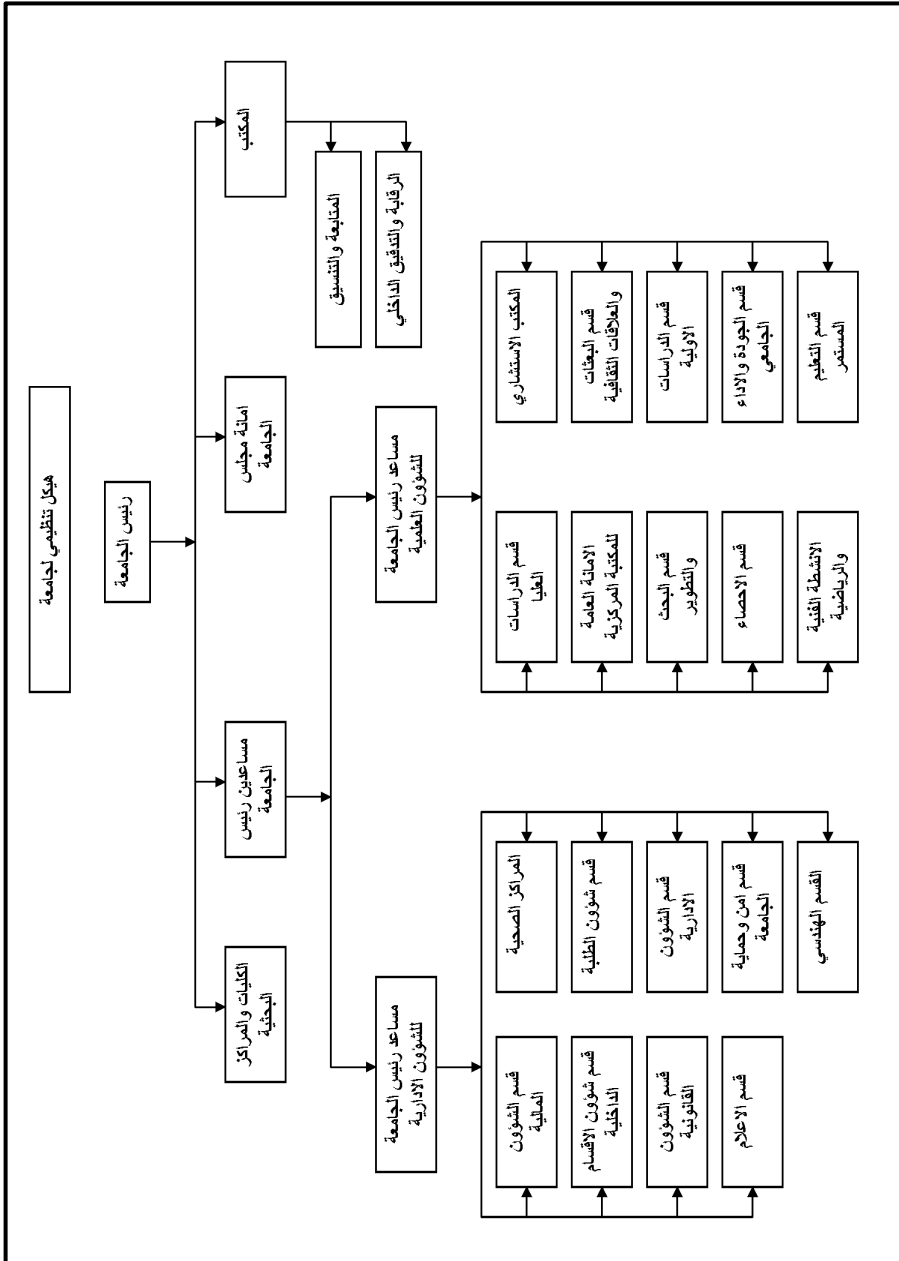 هيكل تنظيمي لجامعة
رئيس الجامعة
المكتب
امانة مجلس
الجامعة
مساعدين رئيس
الجامعة
الكليات والمراكز
البحثية
المتابعة والتنسيق
الرقابة والتدقيق الداخلي
مساعد رئيس الجامعة
للشؤون العلمية
مساعد رئيس الجامعة
للشؤون الادارية
المكتب الاستشاري
قسم البعثات
والعلاقات الثقافية
قسم الدراسات
الاولية
قسم الجودة والاداء
الجامعي
قسم التعليم
المستمر
قسم الدراسات
العليا
الامانة العامة
للمكتبة المركزية
قسم البحث
والتطوير
قسم الاحصاء
الانشطة الفنية
والرياضية
المراكز الصحية
قسم شؤون الطلبة
قسم الشؤون
الادارية
قسم امن وحماية
الجامعة
القسم الهندسي
قسم الشؤون
المالية
قسم شؤون الاقسام
الداخلية
قسم الشؤون
القانونية
قسم الاعلام